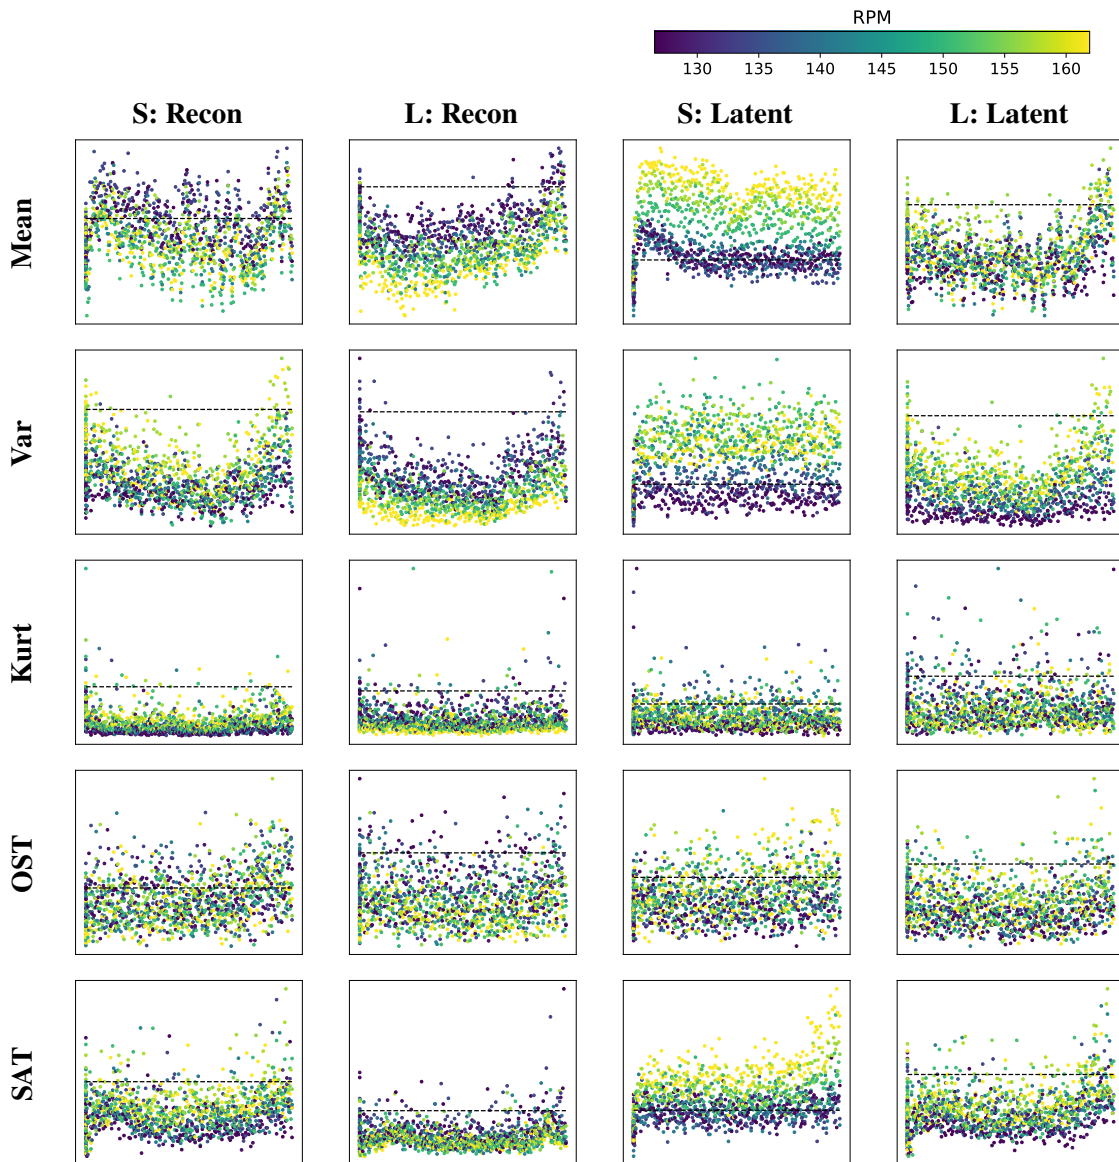 RPM
130 135 140 145 150 155 160
S: Recon L: Recon S: Latent L: Latent
Mean
Var
Kurt
OST
SAT